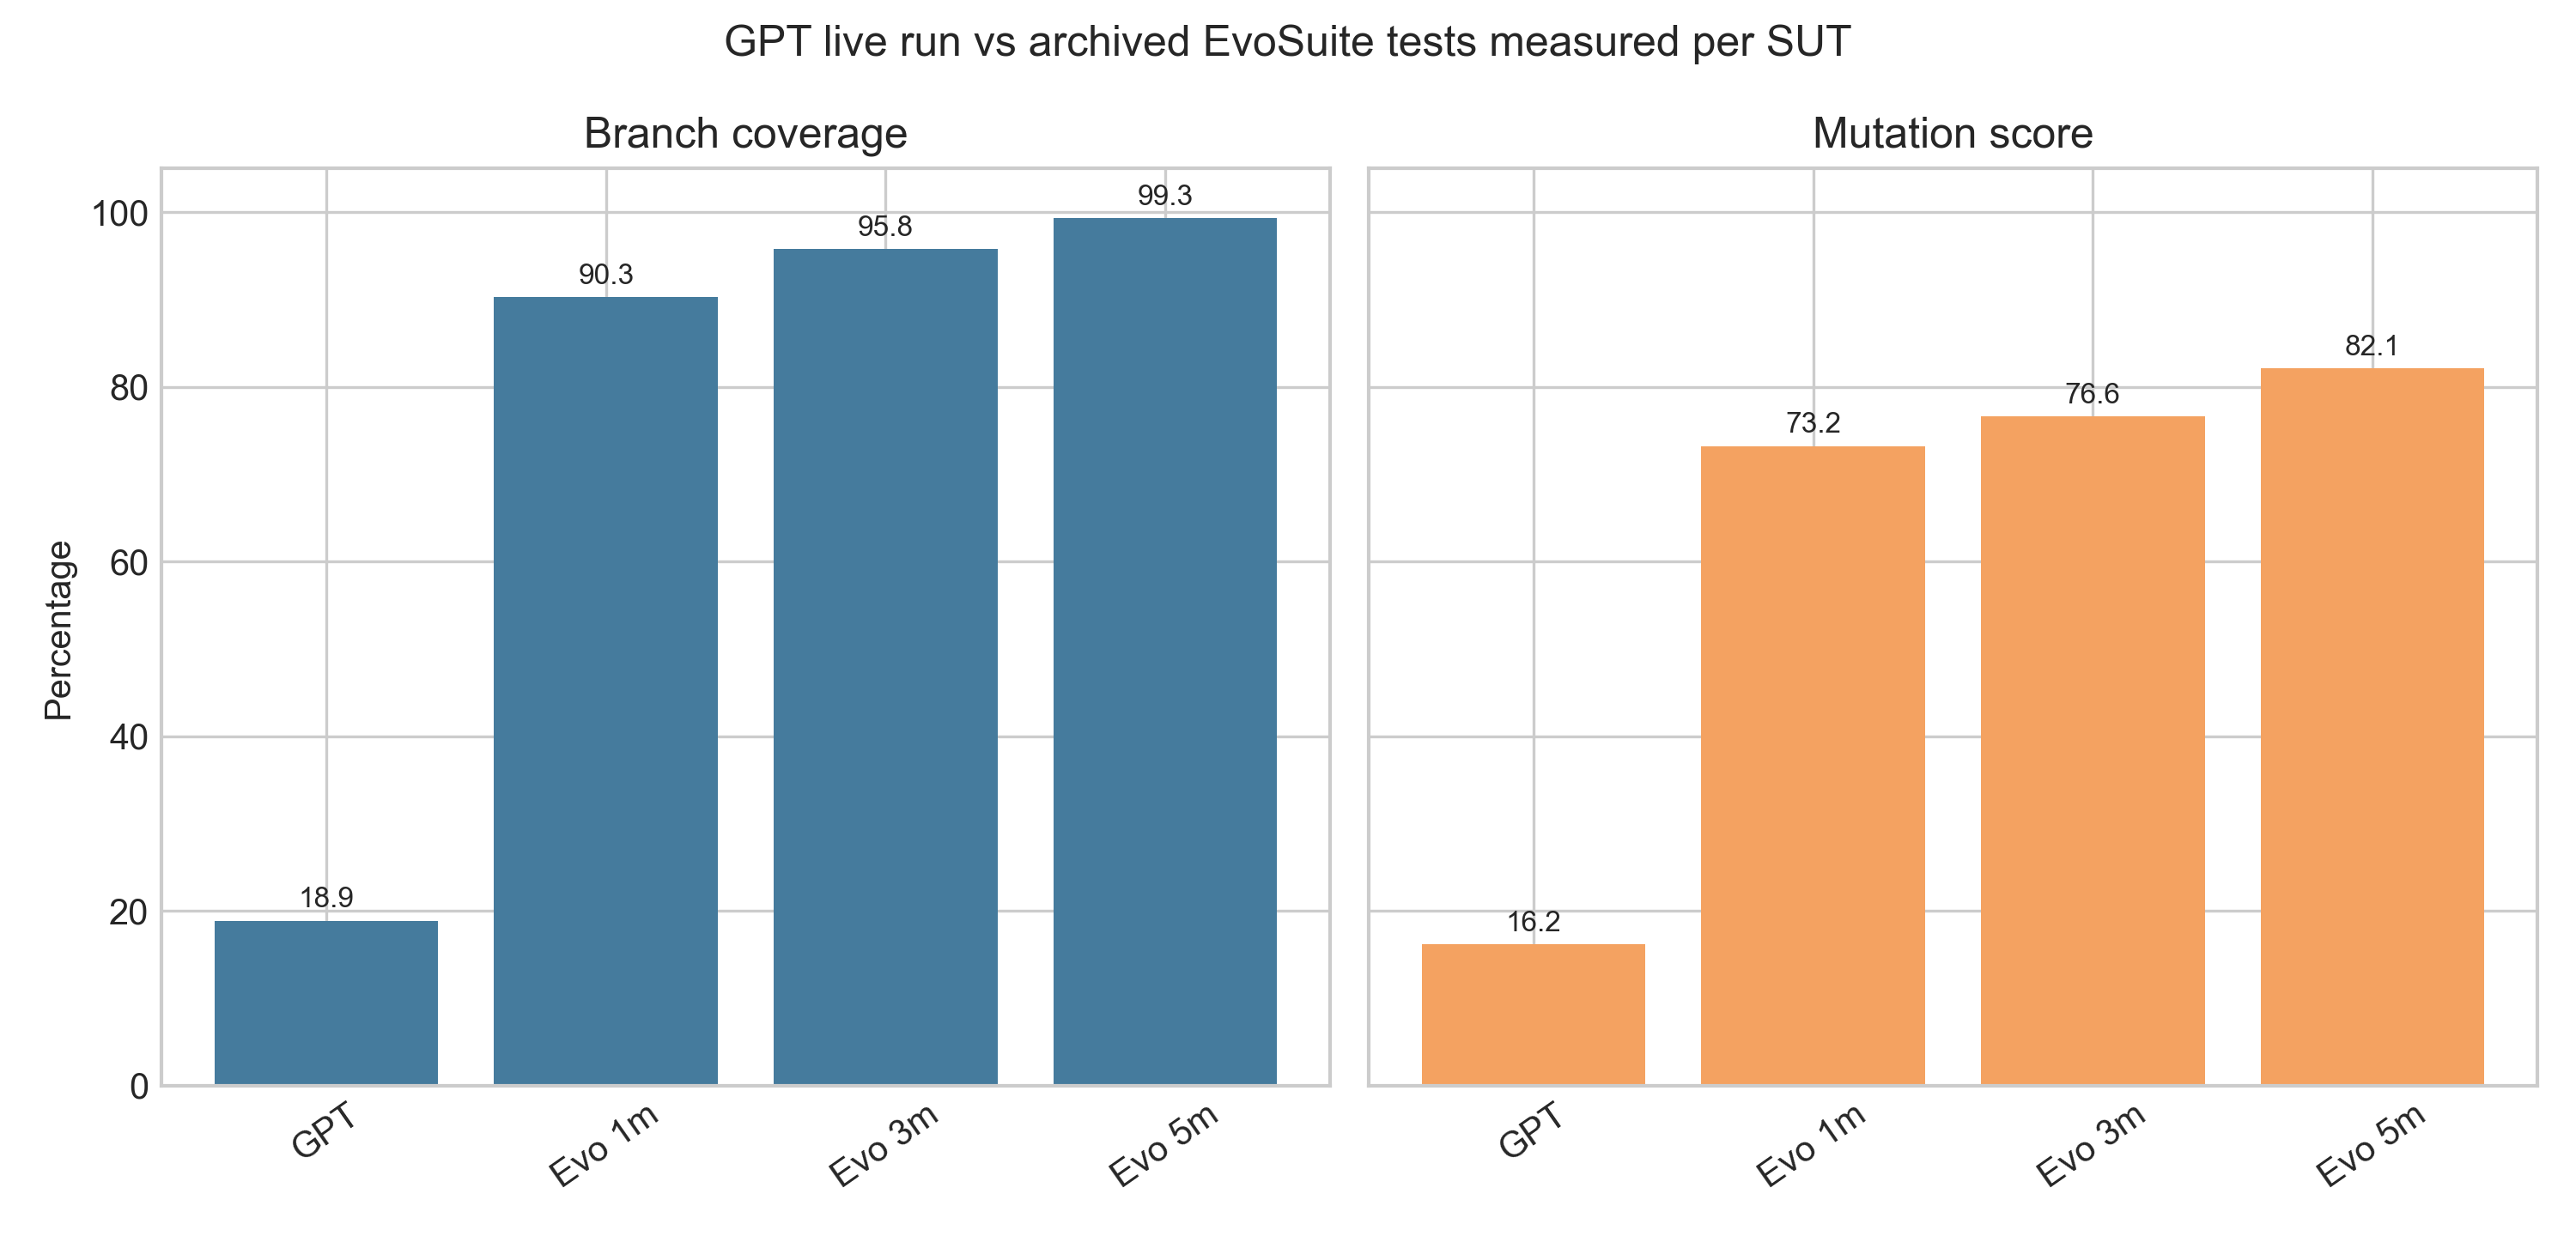 GPT live run vs archived EvoSuite tests measured per SUT
Branch coverage
Mutation score
Percentage
100
80
60
40
20
0
18.9
90.3
95.8
99.3
16.2
73.2
76.6
82.1
GPT
Evo 1m
Evo 3m
Evo 5m
GPT
Evo 1m
Evo 3m
Evo 5m